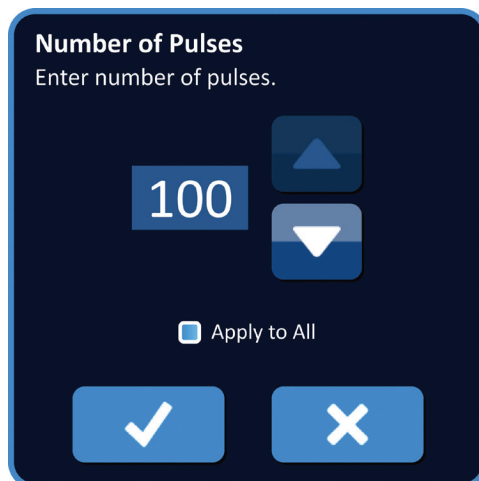 Number of Pulses
Enter number of pulses.
100
Apply to All